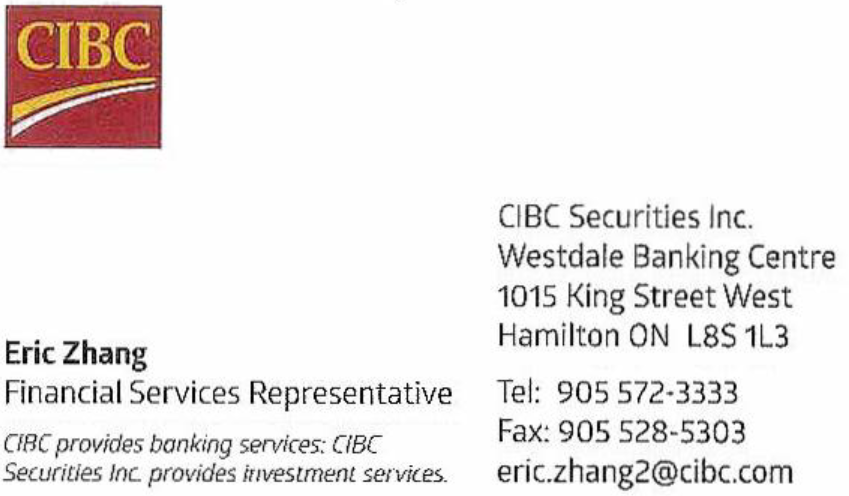 CIBC
CIBC Securities Inc.
Westdale Banking Centre
1015 King Street West
Hamilton ON L8S 1L3
Eric Zhang
Financial Services Representative
CIBC provides banking services: CIBC
Securities Inc. provides investment services.
Tel: 905 572-3333
Fax: 905 528-5303
eric.zhang2@cibc.com